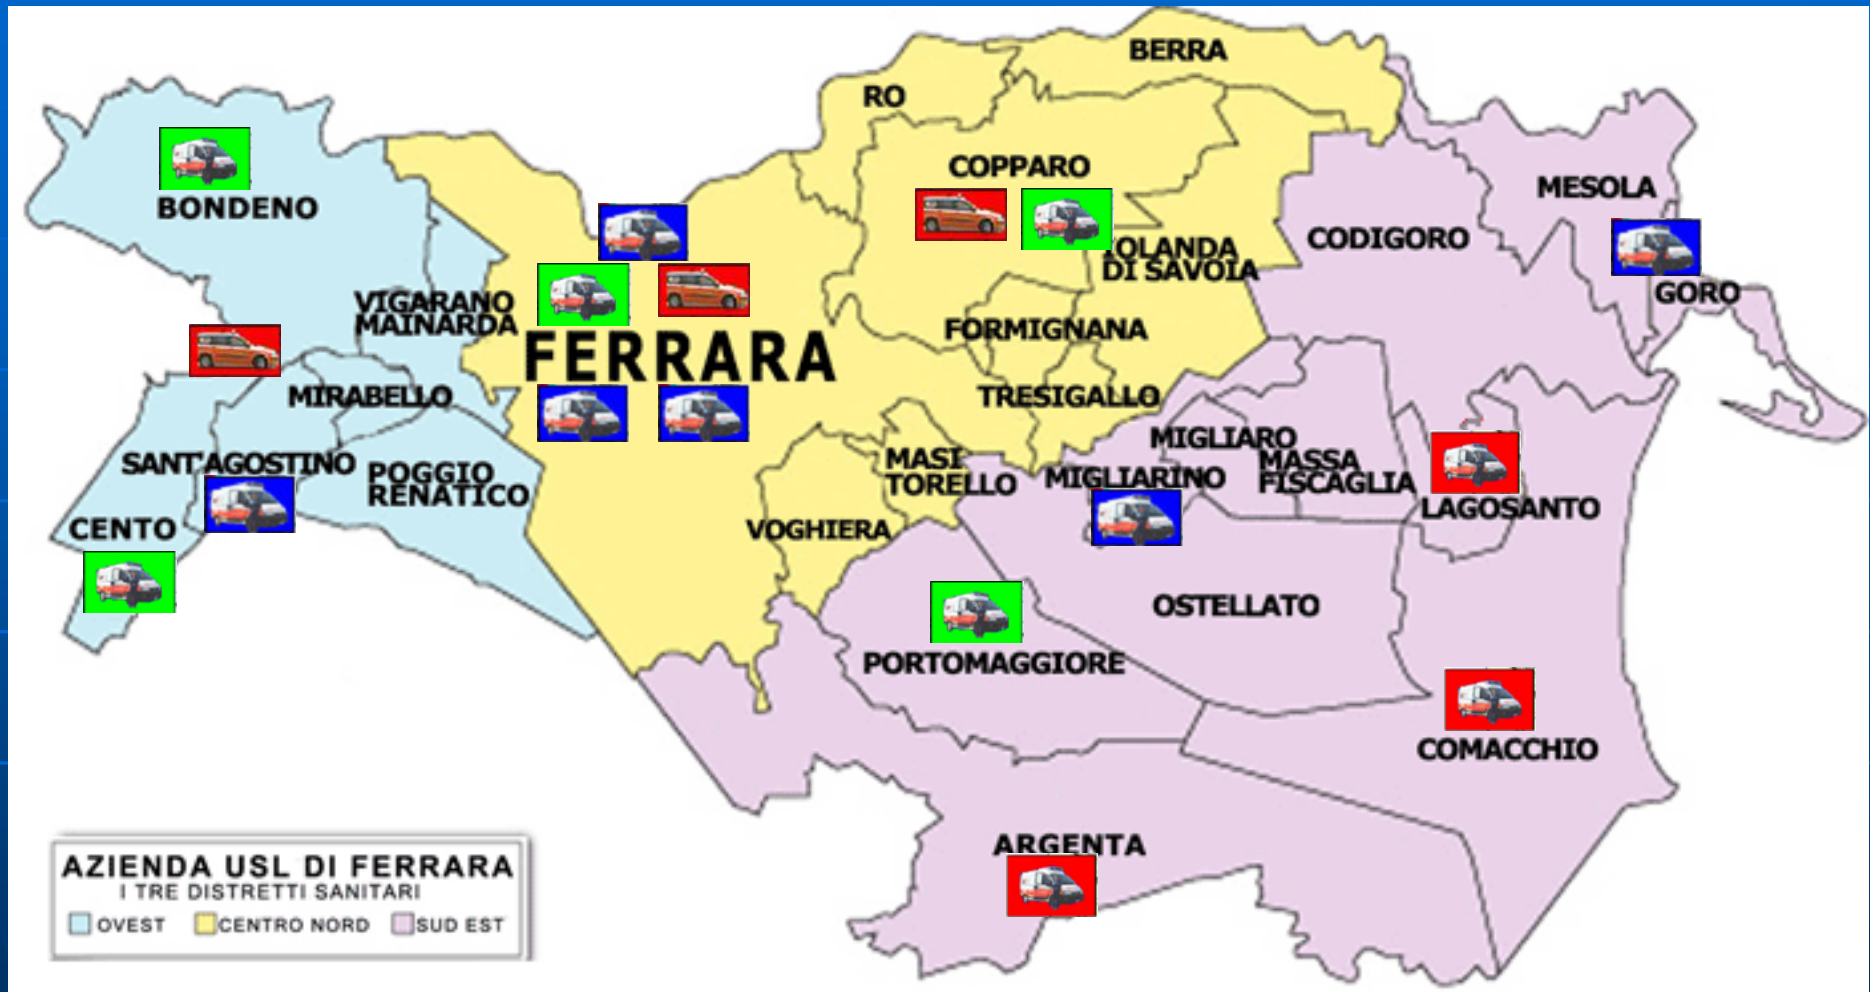 BERRA
RO
COPPARO
MESOLA
BONDENO
CODIGORO
IOLANDA
DI SAVOIA
GORO
VIGARANO
MAINARDA
FORMIGNANA
FERRARA
MIRABELLO
TRESIGALLO
MIGLIARO
SANT'AGOSTINO
POGGIO
RENATICO
MASI
TORELLO
MIGLIARINO
MASSA
FISCAGLIA
LAGOSANTO
CENTO
VOGHIERA
OSTELLATO
PORTOMAGGIORE
COMACCHIO
ARGENTA
AZIENDA USL DI FERRARA
I TRE DISTRETTI SANITARI
OVEST CENTRO NORD SUD EST